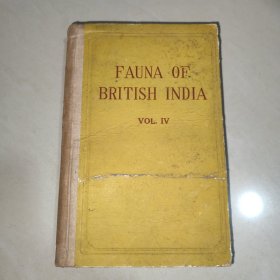 FAUNA OF
BRITISH INDIA
VOL. IV